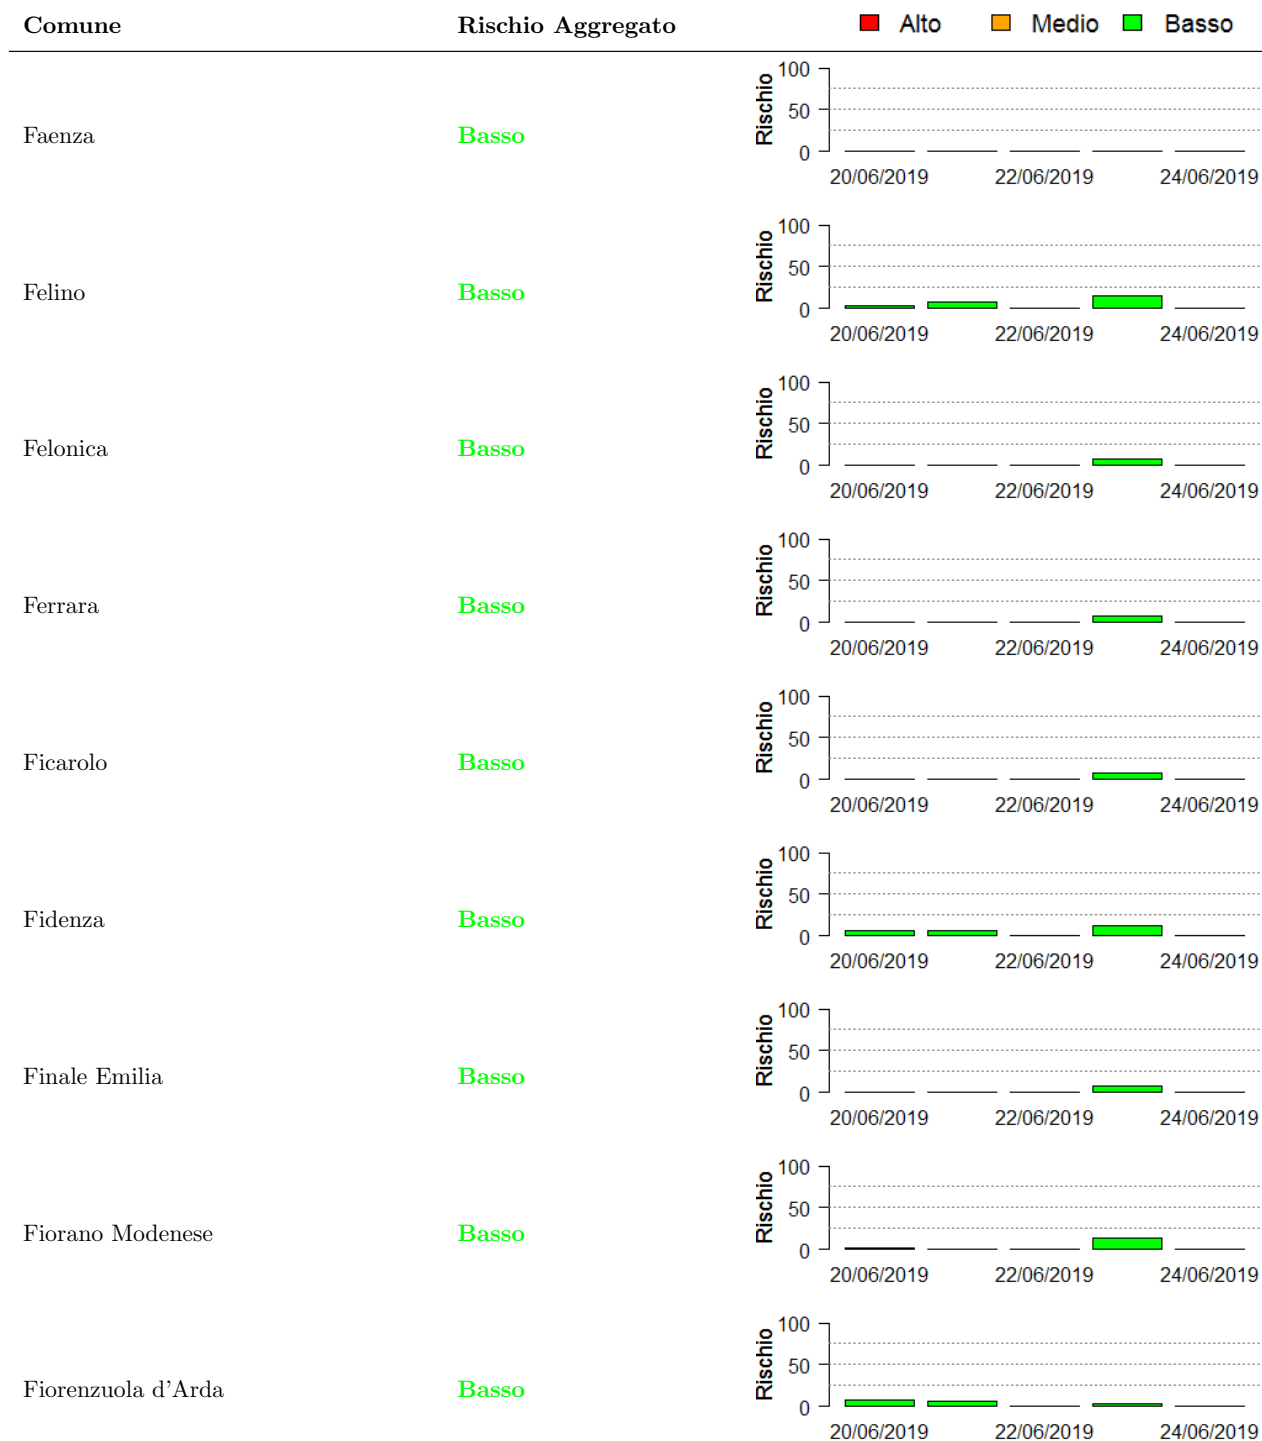 Comune Rischio Aggregato Alto Medio Basso
100
50
0
Rischio
Faenza Basso
20/06/2019 22/06/2019 24/06/2019
100
50
0
Rischio
Felino Basso
20/06/2019 22/06/2019 24/06/2019
100
50
0
Rischio
Felonica Basso
20/06/2019 22/06/2019 24/06/2019
100
50
0
Rischio
Ferrara Basso
20/06/2019 22/06/2019 24/06/2019
100
50
0
Rischio
Ficarolo Basso
20/06/2019 22/06/2019 24/06/2019
100
50
0
Rischio
Fidenza Basso
20/06/2019 22/06/2019 24/06/2019
100
50
0
Rischio
Finale Emilia Basso
20/06/2019 22/06/2019 24/06/2019
100
50
0
Rischio
Fiorano Modenese Basso
20/06/2019 22/06/2019 24/06/2019
100
50
0
Rischio
Fiorenzuola d'Arda Basso
20/06/2019 22/06/2019 24/06/2019